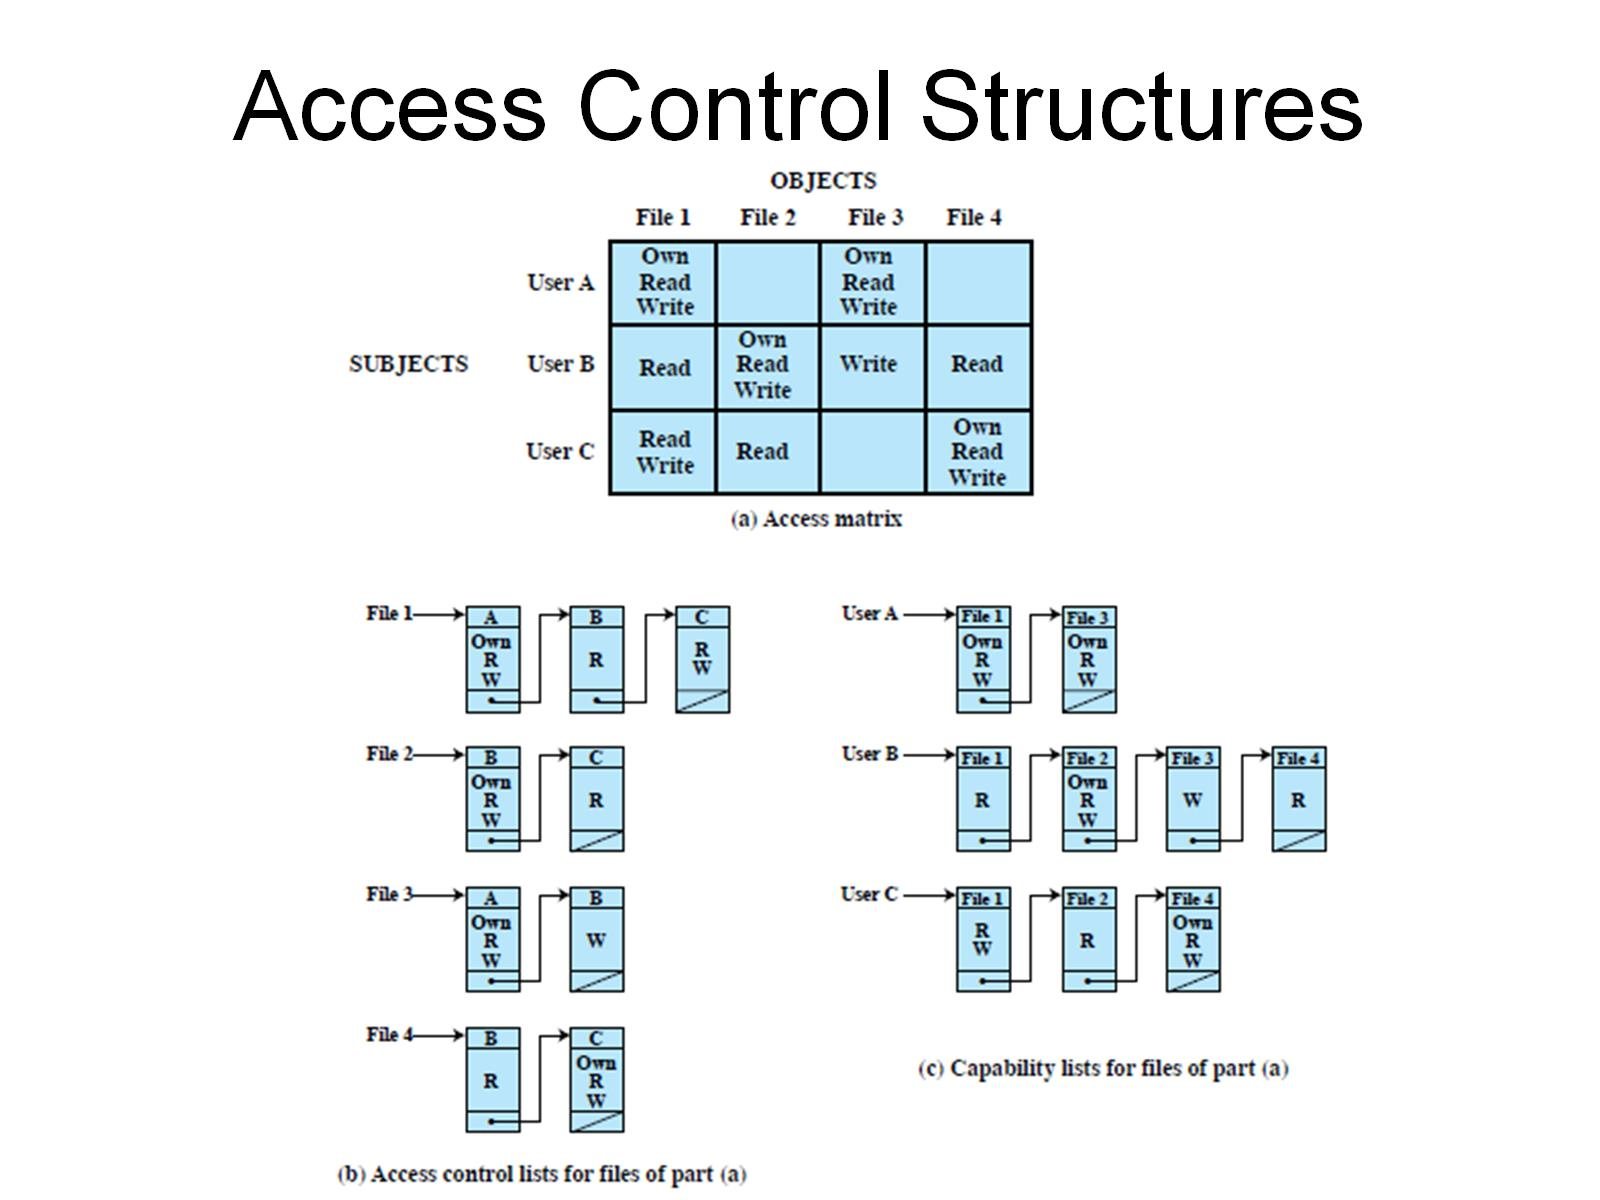 Access Control Structures
OBJECTS
File 1 File 2 File 3 File 4
SUBJECTS
User A
Own
Read
Write
Own
Read
Write
User B
Read
Own
Read
Write
Write
Read
User C
Read
Write
Read
Own
Read
Write
(a) Access matrix
File 1
A
Own
R
W
B
R
C
R
W
File 2
B
Own
R
W
C
R
File 3
A
Own
R
W
B
W
File 4
B
R
C
Own
R
W
(b) Access control lists for files of part (a)
User A
File 1
Own
R
W
File 3
Own
R
W
User B
File 1
R
File 2
Own
R
W
File 3
W
File 4
R
User C
File 1
R
W
File 2
R
File 4
Own
R
W
(c) Capability lists for files of part (a)